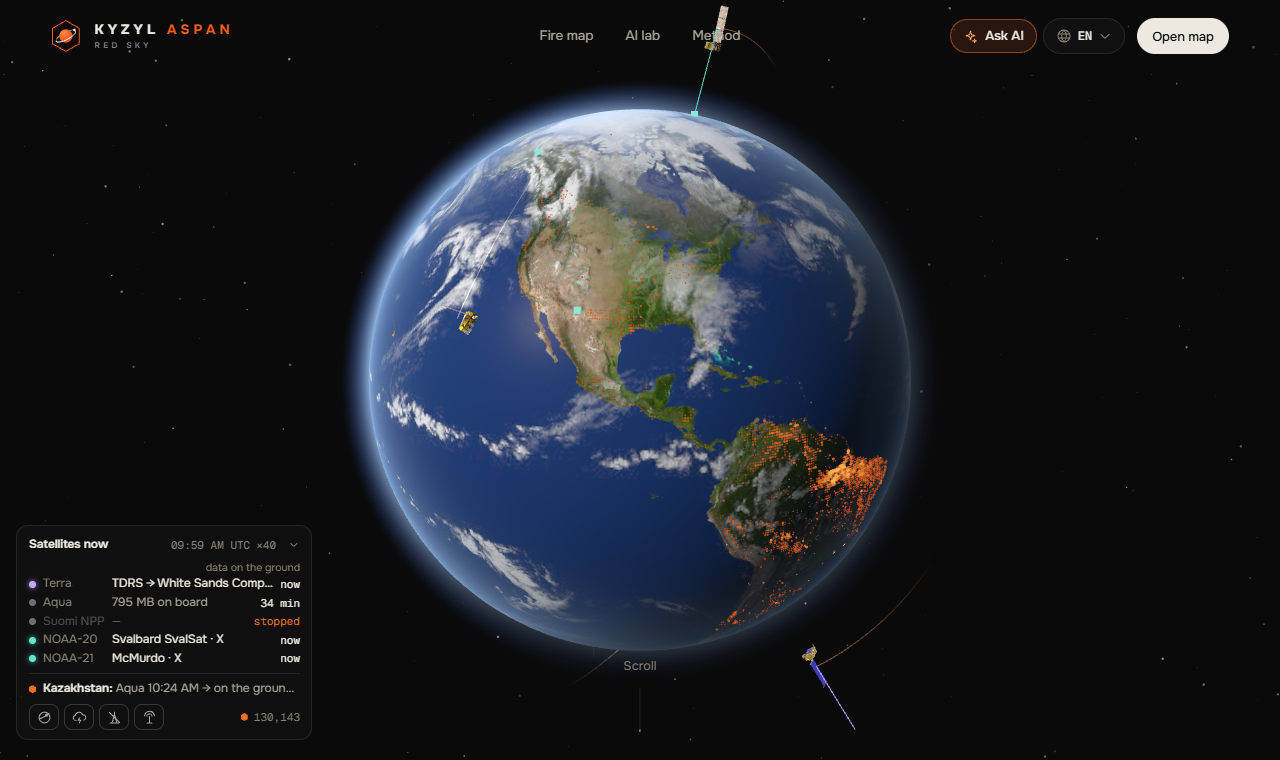 KYZYL ASPAN
RED SKY
Fire map
AI lab
Method
Ask AI
EN
Open map
Scroll
Satellites now 09:59 AM UTC ×40
data on the ground
Terra TDRS → White Sands Comp... now
Aqua 795 MB on board 34 min
Suomi NPP — stopped
NOAA-20 Svalbard SvalSat · X now
NOAA-21 McMurdo · X now
Kazakhstan: Aqua 10:24 AM → on the groun...
130,143